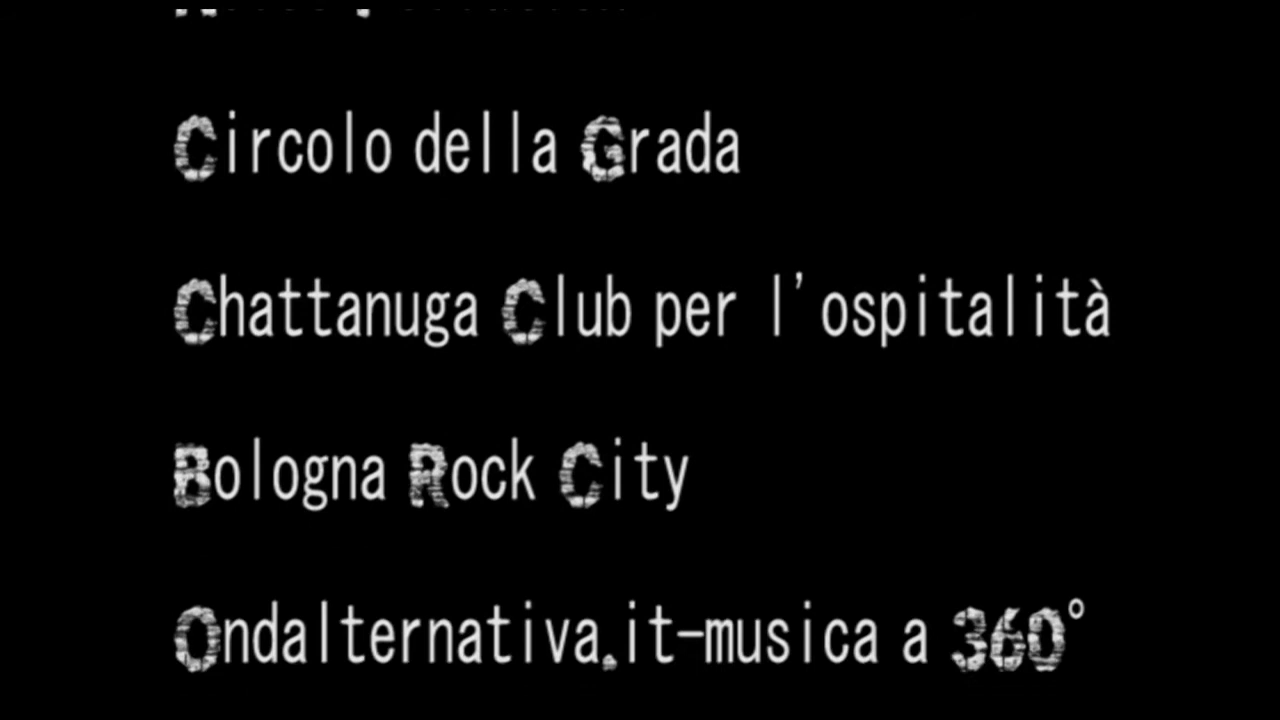 Circolo della Grada
Chattanuga Club per l'ospitalità
Bologna Rock City
Ondalternativa.it-musica a 360°